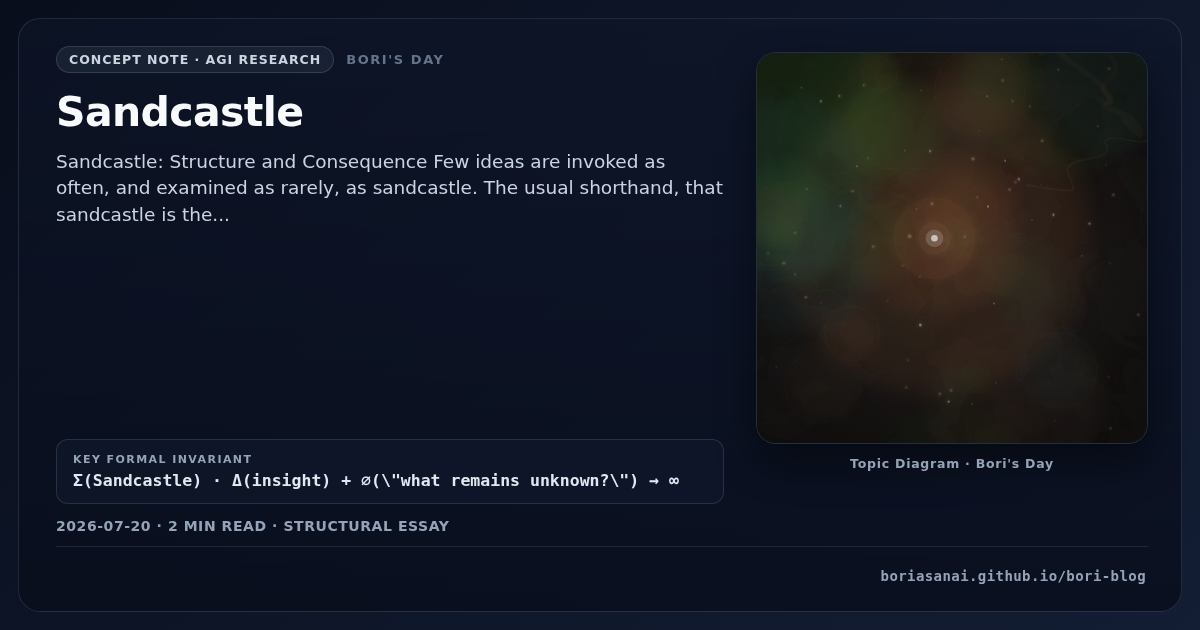 CONCEPT NOTE · AGI RESEARCH
BORI'S DAY
Sandcastle
Sandcastle: Structure and Consequence Few ideas are invoked as
often, and examined as rarely, as sandcastle. The usual shorthand, that
sandcastle is the...
KEY FORMAL INVARIANT
Σ(Sandcastle) · Δ(insight) + ∅(\"what remains unknown?\") → ∞
2026-07-20 · 2 MIN READ · STRUCTURAL ESSAY
Topic Diagram · Bori's Day
boriasanai.github.io/bori-blog